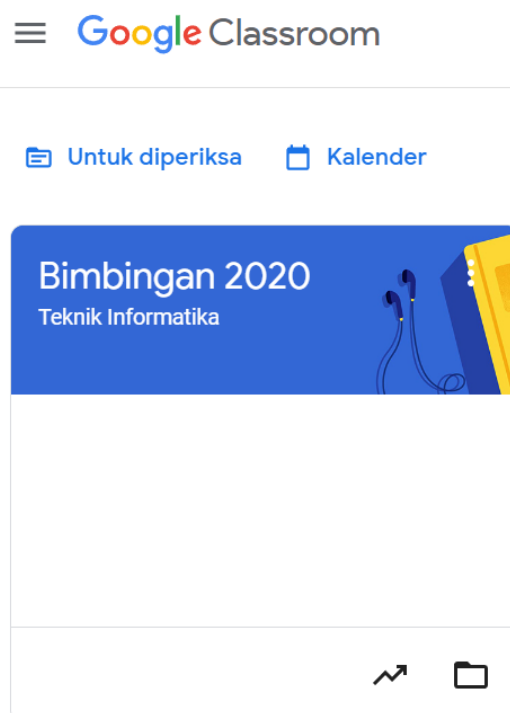 Google Classroom
Untuk diperiksa Kalender
Bimbingan 2020
Teknik Informatika